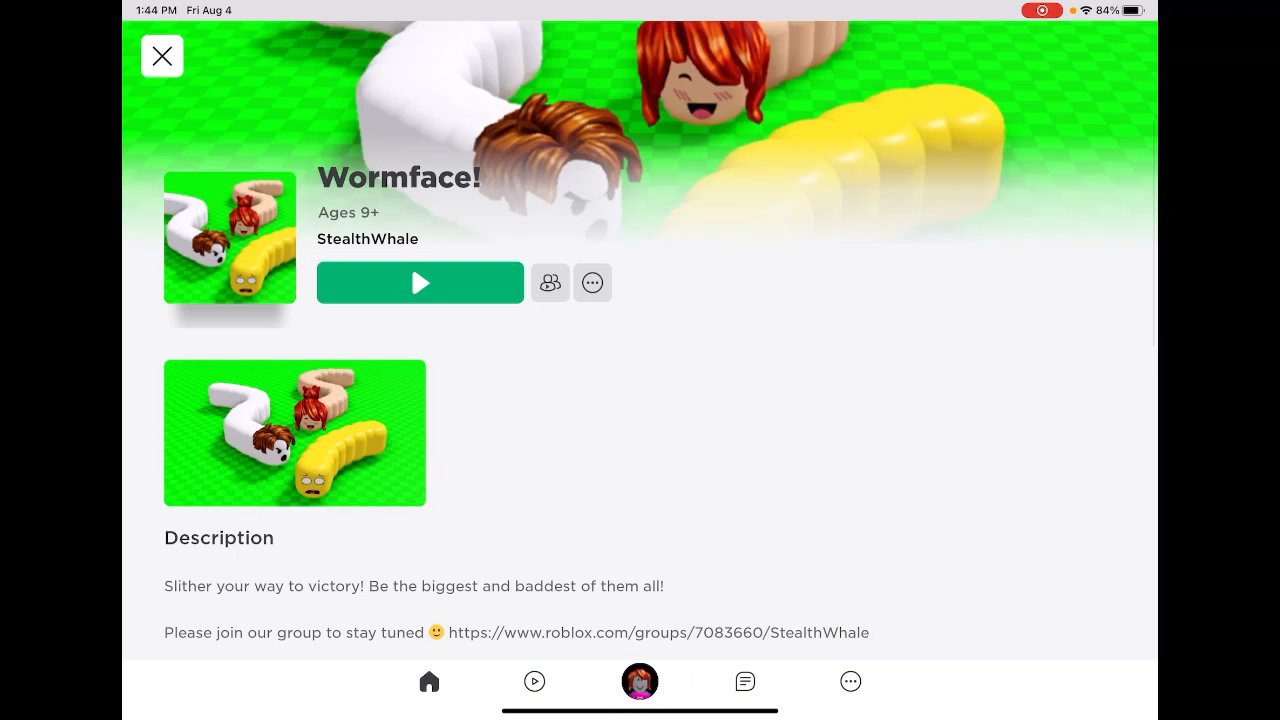 1:44 PM Fri Aug 4
84%
Wormface!
Ages 9+
StealthWhale
Description
Slither your way to victory! Be the biggest and baddest of them all!
Please join our group to stay tuned 🙂 https://www.roblox.com/groups/7083660/StealthWhale